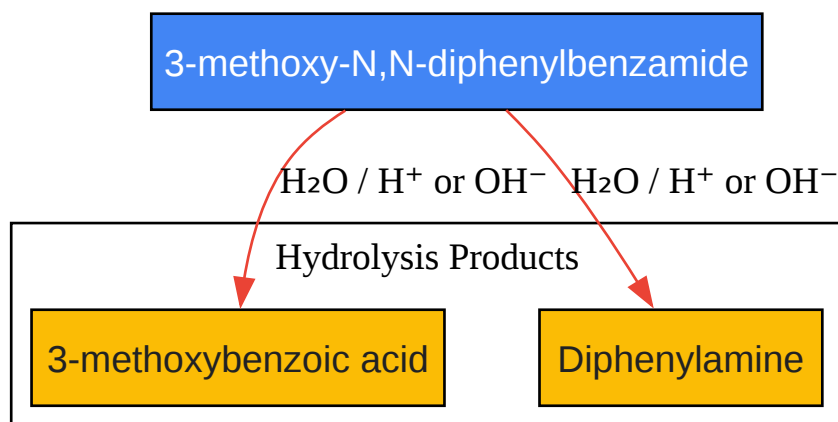 3-methoxy-N,N-diphenylbenzamide
H₂O / H⁺ or OH⁻ H₂O / H⁺ or OH⁻
Hydrolysis Products
3-methoxybenzoic acid
Diphenylamine